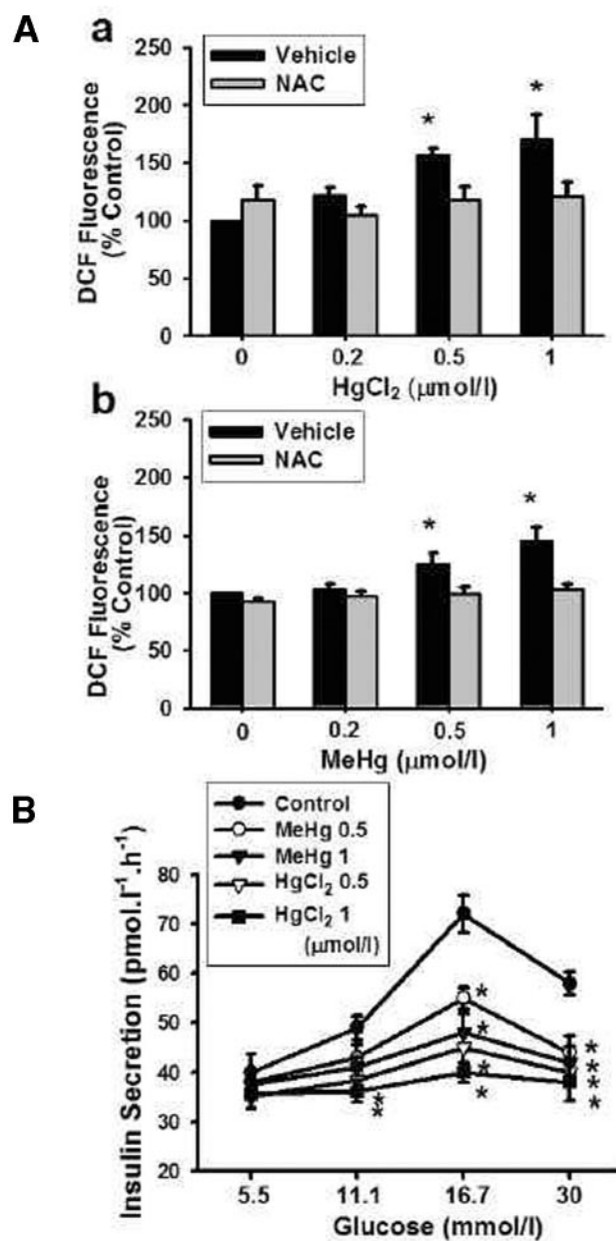 A
a
Vehicle
NAC
DCF Fluorescence
(% Control)
250
200
150
100
50
0
* *
0 0.2 0.5 1
HgCl₂ (μmol/l)
b
Vehicle
NAC
DCF Fluorescence
(% Control)
250
200
150
100
50
0
* *
0 0.2 0.5 1
MeHg (μmol/l)
B
Control
MeHg 0.5
MeHg 1
HgCl₂ 0.5
HgCl₂ 1
(μmol/l)
Insulin Secretion (pmol.l⁻¹.h⁻¹)
80
70
60
50
40
30
20
* * * * * * * * * *
5.5 11.1 16.7 30
Glucose (mmol/l)